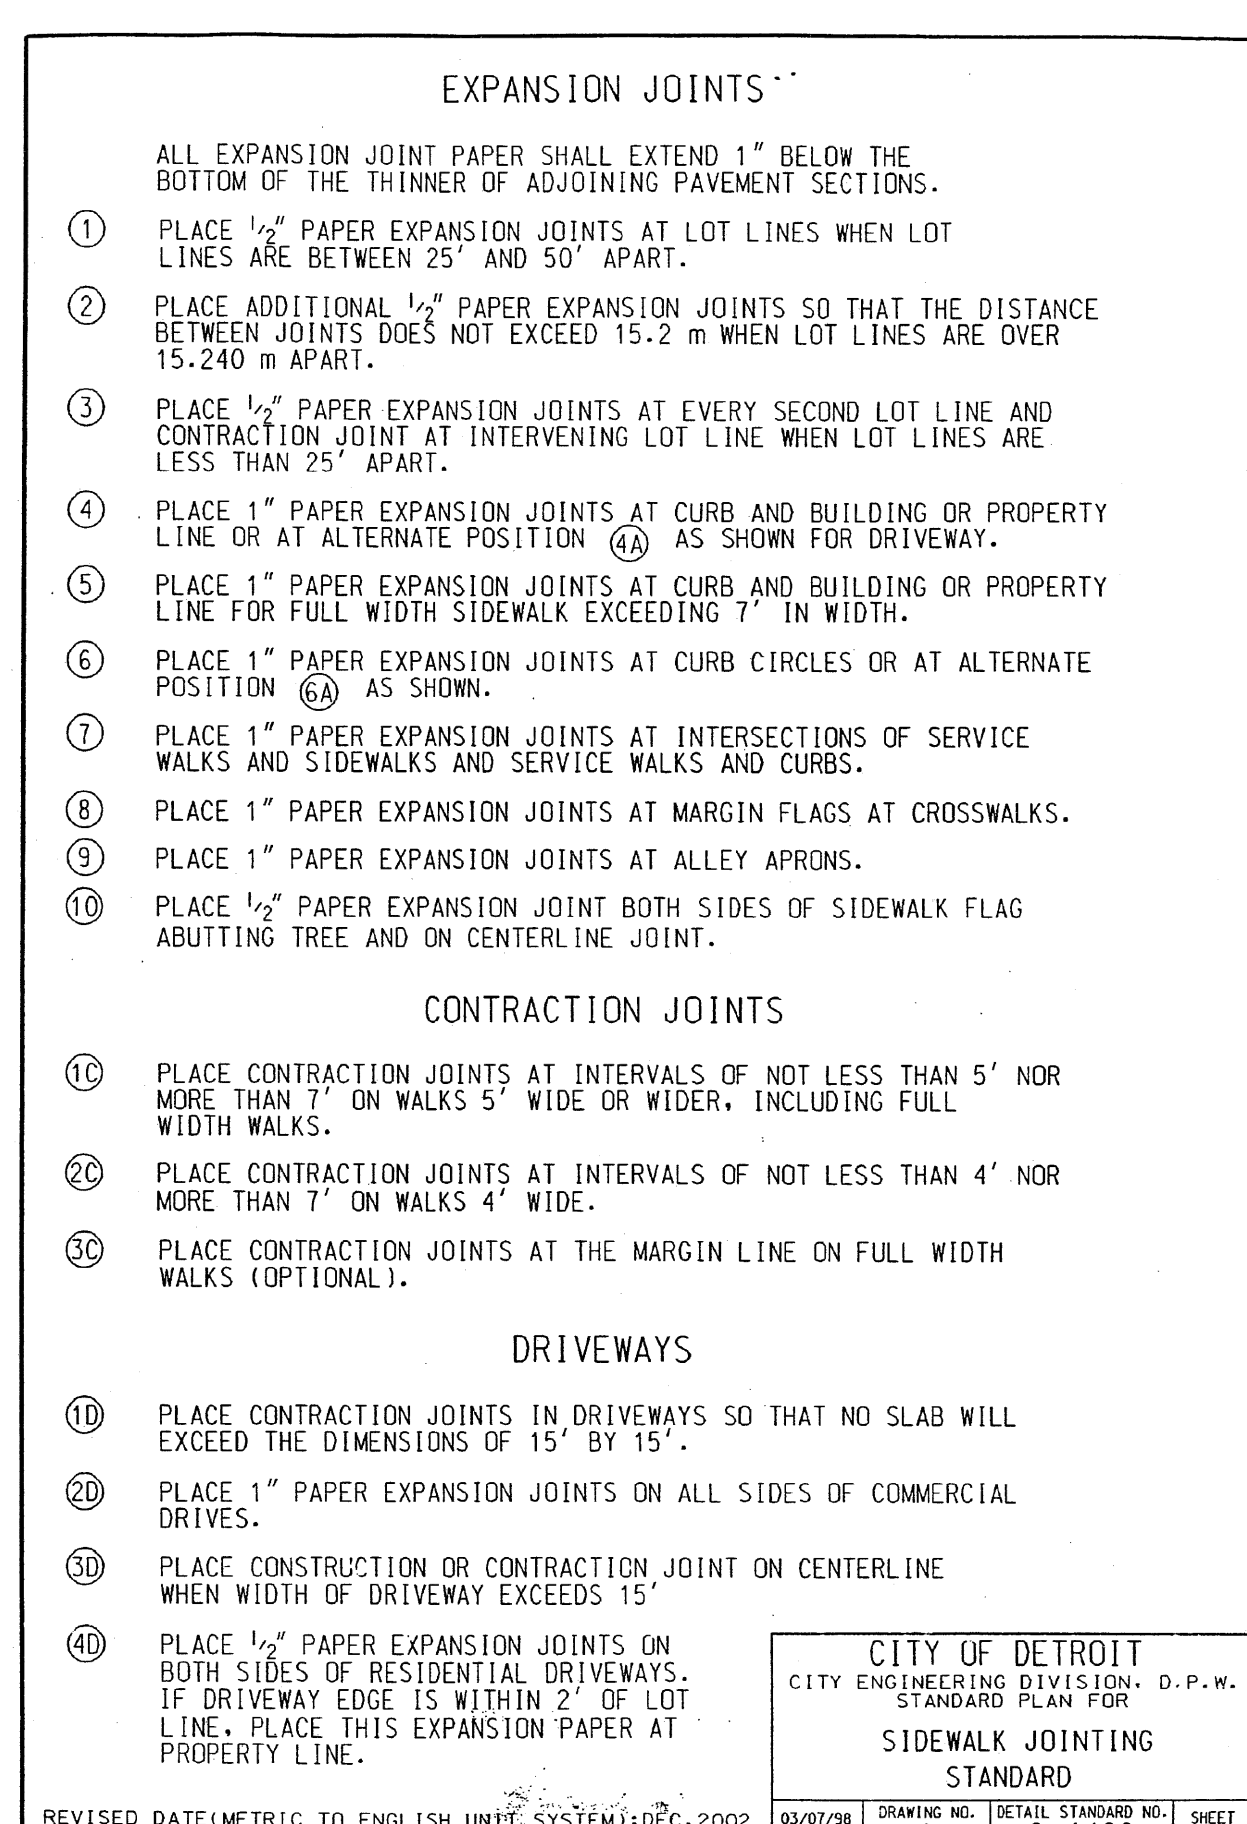 EXPANSION JOINTS
ALL EXPANSION JOINT PAPER SHALL EXTEND 1" BELOW THE
BOTTOM OF THE THINNER OF ADJOINING PAVEMENT SECTIONS.
1 PLACE 1/2" PAPER EXPANSION JOINTS AT LOT LINES WHEN LOT
LINES ARE BETWEEN 25' AND 50' APART.
2 PLACE ADDITIONAL 1/2" PAPER EXPANSION JOINTS SO THAT THE DISTANCE
BETWEEN JOINTS DOES NOT EXCEED 15.2 m WHEN LOT LINES ARE OVER
15.240 m APART.
3 PLACE 1/2" PAPER EXPANSION JOINTS AT EVERY SECOND LOT LINE AND
CONTRACTION JOINT AT INTERVENING LOT LINE WHEN LOT LINES ARE
LESS THAN 25' APART.
4 PLACE 1" PAPER EXPANSION JOINTS AT CURB AND BUILDING OR PROPERTY
LINE OR AT ALTERNATE POSITION 4A AS SHOWN FOR DRIVEWAY.
5 PLACE 1" PAPER EXPANSION JOINTS AT CURB AND BUILDING OR PROPERTY
LINE FOR FULL WIDTH SIDEWALK EXCEEDING 7' IN WIDTH.
6 PLACE 1" PAPER EXPANSION JOINTS AT CURB CIRCLES OR AT ALTERNATE
POSITION 6A AS SHOWN.
7 PLACE 1" PAPER EXPANSION JOINTS AT INTERSECTIONS OF SERVICE
WALKS AND SIDEWALKS AND SERVICE WALKS AND CURBS.
8 PLACE 1" PAPER EXPANSION JOINTS AT MARGIN FLAGS AT CROSSWALKS.
9 PLACE 1" PAPER EXPANSION JOINTS AT ALLEY APRONS.
10 PLACE 1/2" PAPER EXPANSION JOINT BOTH SIDES OF SIDEWALK FLAG
ABUTTING TREE AND ON CENTERLINE JOINT.
CONTRACTION JOINTS
1C PLACE CONTRACTION JOINTS AT INTERVALS OF NOT LESS THAN 5' NOR
MORE THAN 7' ON WALKS 5' WIDE OR WIDER, INCLUDING FULL
WIDTH WALKS.
2C PLACE CONTRACTION JOINTS AT INTERVALS OF NOT LESS THAN 4' NOR
MORE THAN 7' ON WALKS 4' WIDE.
3C PLACE CONTRACTION JOINTS AT THE MARGIN LINE ON FULL WIDTH
WALKS (OPTIONAL).
DRIVEWAYS
1D PLACE CONTRACTION JOINTS IN DRIVEWAYS SO THAT NO SLAB WILL
EXCEED THE DIMENSIONS OF 15' BY 15'.
2D PLACE 1" PAPER EXPANSION JOINTS ON ALL SIDES OF COMMERCIAL
DRIVES.
3D PLACE CONSTRUCTION OR CONTRACTION JOINT ON CENTERLINE
WHEN WIDTH OF DRIVEWAY EXCEEDS 15'
4D PLACE 1/2" PAPER EXPANSION JOINTS ON
BOTH SIDES OF RESIDENTIAL DRIVEWAYS.
IF DRIVEWAY EDGE IS WITHIN 2' OF LOT
LINE, PLACE THIS EXPANSION PAPER AT
PROPERTY LINE.
REVISED DATE(METRIC TO ENGLISH UNIT SYSTEM):DEC.2002
CITY OF DETROIT
CITY ENGINEERING DIVISION, D.P.W.
STANDARD PLAN FOR
SIDEWALK JOINTING
STANDARD
03/07/98 DRAWING NO. DETAIL STANDARD NO. SHEET